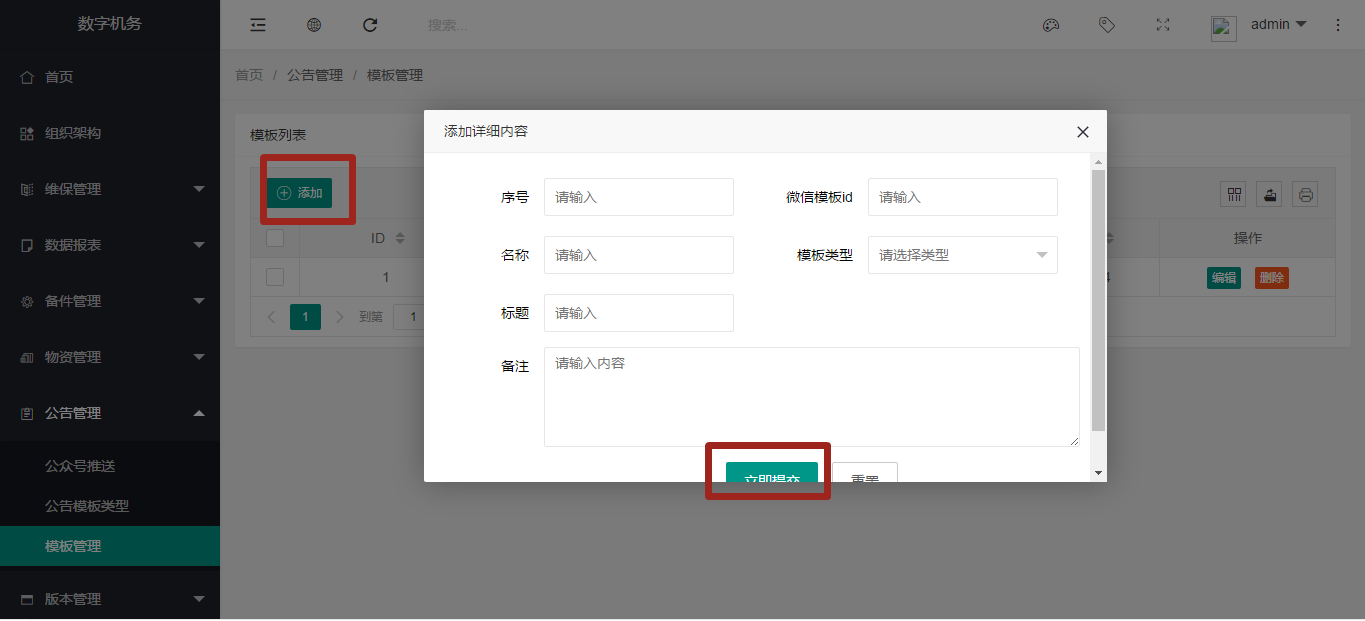 数字机务
搜索...
admin
首页
组织架构
维保管理
数据报表
备件管理
物资管理
公告管理
公众号推送
公告模板类型
模板管理
版本管理
首页 / 公告管理 / 模板管理
模板列表
添加
ID
操作
1
4
编辑 删除
1 到第 1
添加详细内容
序号 请输入 微信模板id 请输入
名称 请输入 模板类型 请选择类型
标题 请输入
备注 请输入内容
立即提交 重置